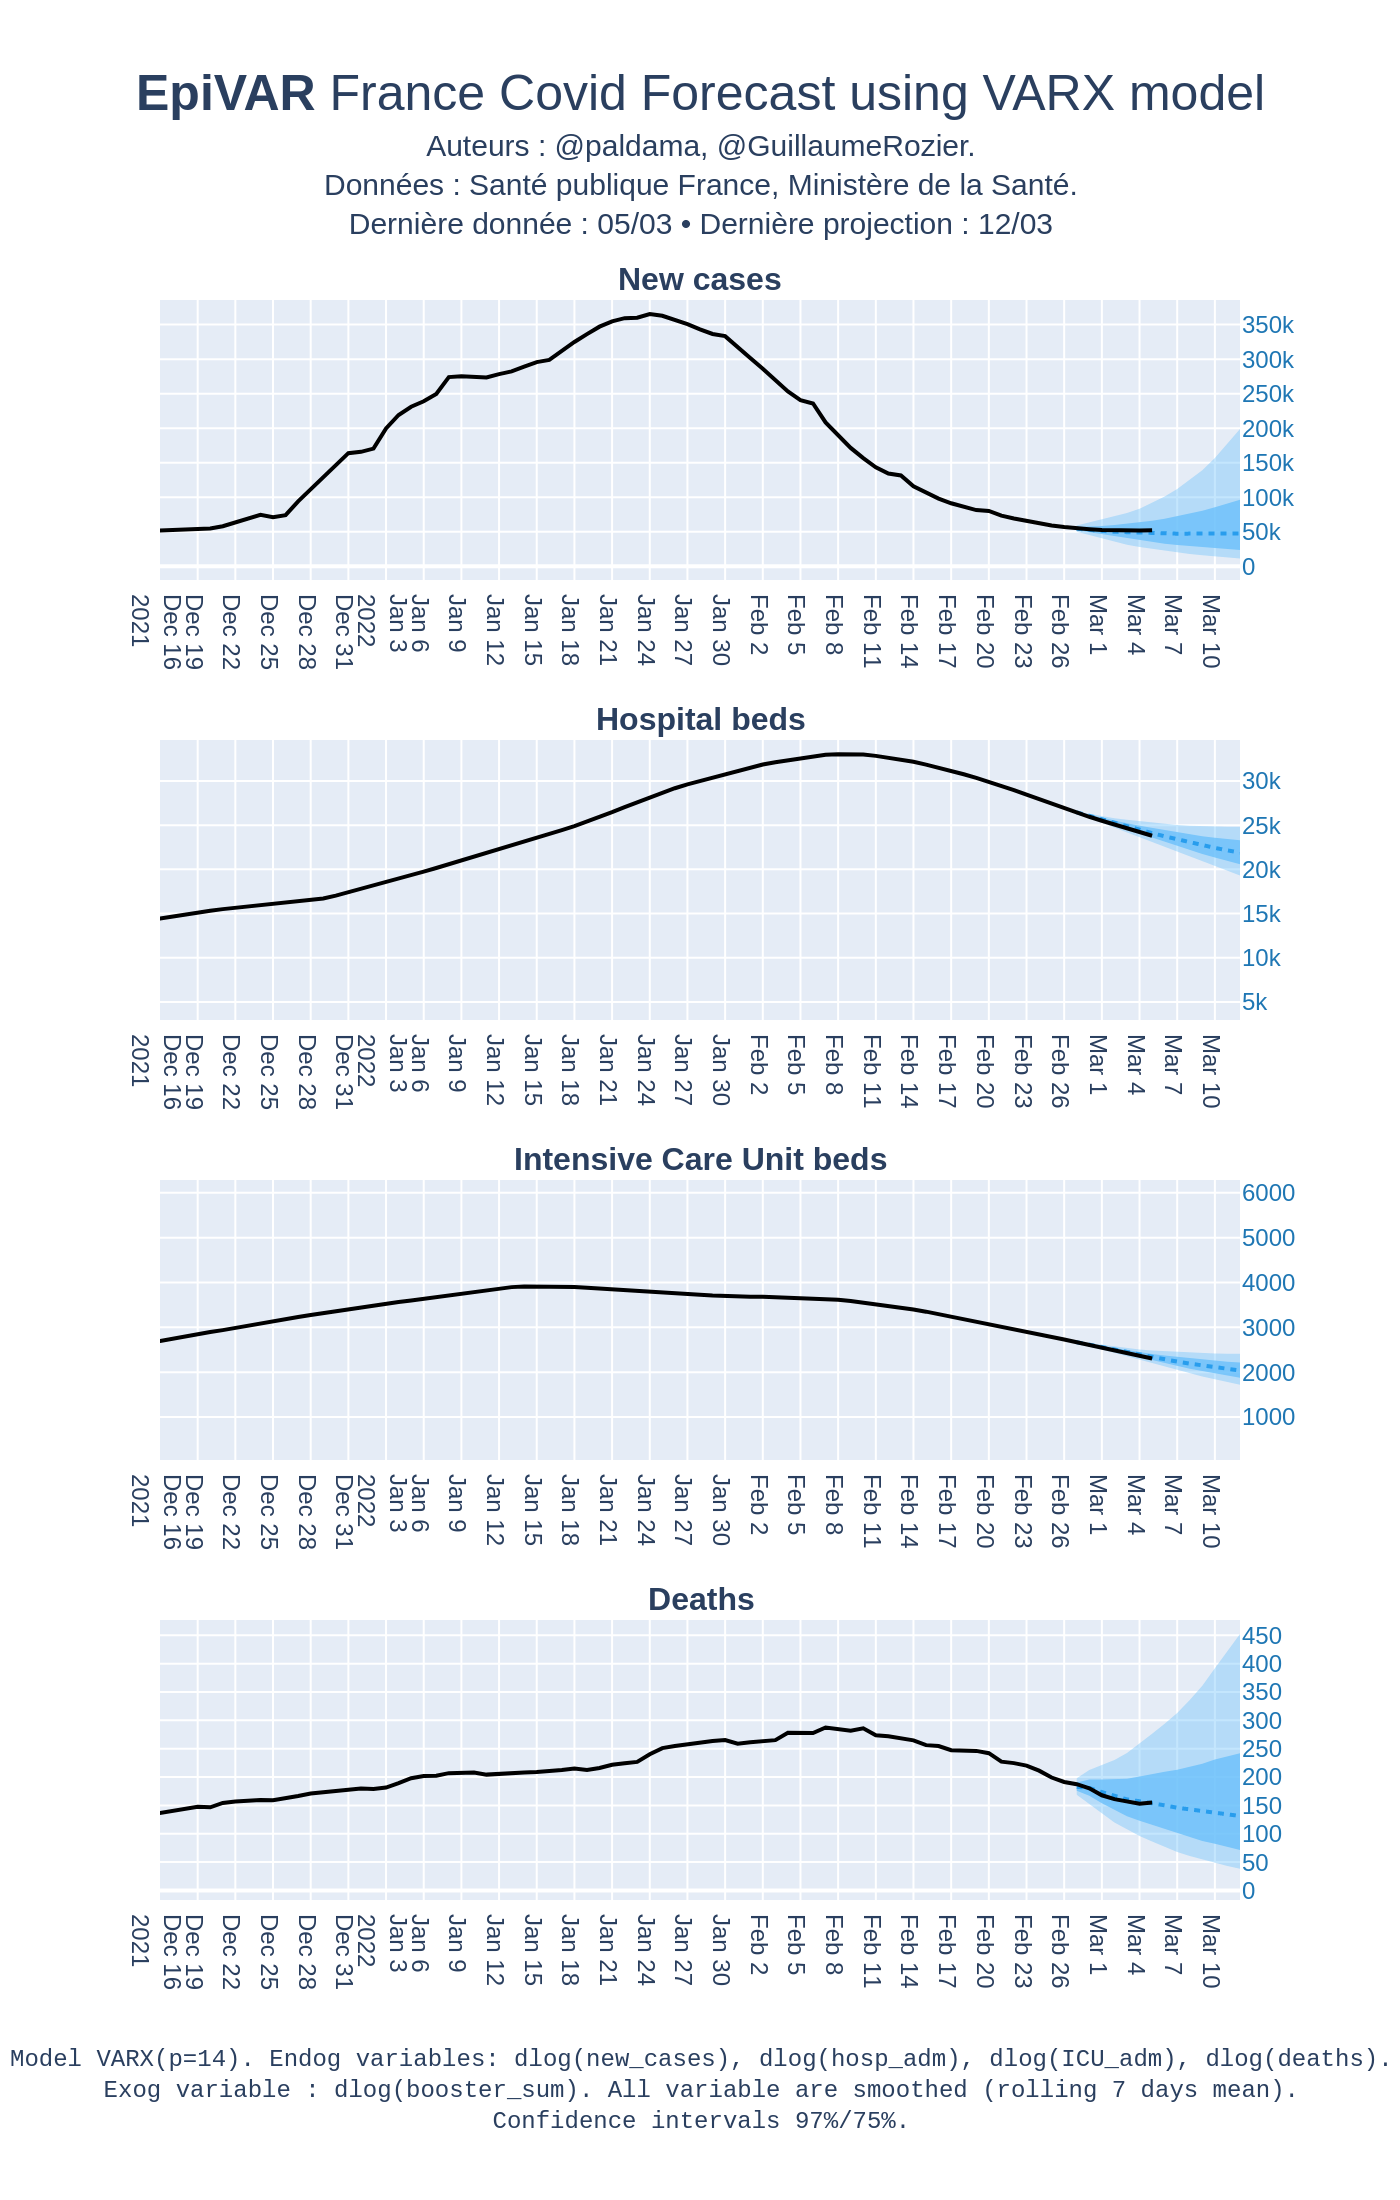 EpiVAR France Covid Forecast using VARX model
Auteurs : @paldama, @GuillaumeRozier.
Données : Santé publique France, Ministère de la Santé.
Dernière donnée : 05/03 • Dernière projection : 12/03
New cases
350k
300k
250k
200k
150k
100k
50k
0
Dec 16
2021
Dec 19
Dec 22
Dec 25
Dec 28
Dec 31
Jan 3
2022
Jan 6
Jan 9
Jan 12
Jan 15
Jan 18
Jan 21
Jan 24
Jan 27
Jan 30
Feb 2
Feb 5
Feb 8
Feb 11
Feb 14
Feb 17
Feb 20
Feb 23
Feb 26
Mar 1
Mar 4
Mar 7
Mar 10
Hospital beds
30k
25k
20k
15k
10k
5k
Dec 16
2021
Dec 19
Dec 22
Dec 25
Dec 28
Dec 31
Jan 3
2022
Jan 6
Jan 9
Jan 12
Jan 15
Jan 18
Jan 21
Jan 24
Jan 27
Jan 30
Feb 2
Feb 5
Feb 8
Feb 11
Feb 14
Feb 17
Feb 20
Feb 23
Feb 26
Mar 1
Mar 4
Mar 7
Mar 10
Intensive Care Unit beds
6000
5000
4000
3000
2000
1000
Dec 16
2021
Dec 19
Dec 22
Dec 25
Dec 28
Dec 31
Jan 3
2022
Jan 6
Jan 9
Jan 12
Jan 15
Jan 18
Jan 21
Jan 24
Jan 27
Jan 30
Feb 2
Feb 5
Feb 8
Feb 11
Feb 14
Feb 17
Feb 20
Feb 23
Feb 26
Mar 1
Mar 4
Mar 7
Mar 10
Deaths
450
400
350
300
250
200
150
100
50
0
Dec 16
2021
Dec 19
Dec 22
Dec 25
Dec 28
Dec 31
Jan 3
2022
Jan 6
Jan 9
Jan 12
Jan 15
Jan 18
Jan 21
Jan 24
Jan 27
Jan 30
Feb 2
Feb 5
Feb 8
Feb 11
Feb 14
Feb 17
Feb 20
Feb 23
Feb 26
Mar 1
Mar 4
Mar 7
Mar 10
Model VARX(p=14). Endog variables: dlog(new_cases), dlog(hosp_adm), dlog(ICU_adm), dlog(deaths).
Exog variable : dlog(booster_sum). All variable are smoothed (rolling 7 days mean).
Confidence intervals 97%/75%.